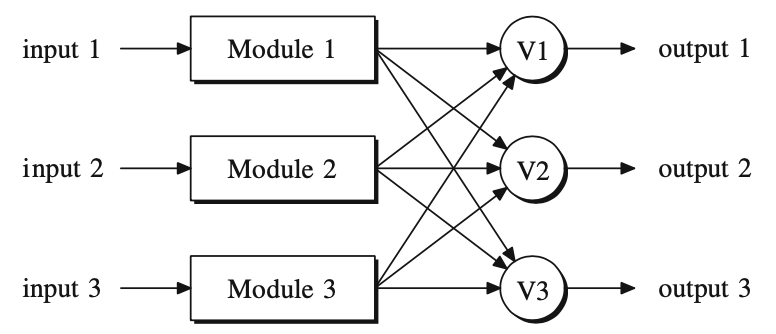 input 1 Module 1 V1 output 1
input 2 Module 2 V2 output 2
input 3 Module 3 V3 output 3